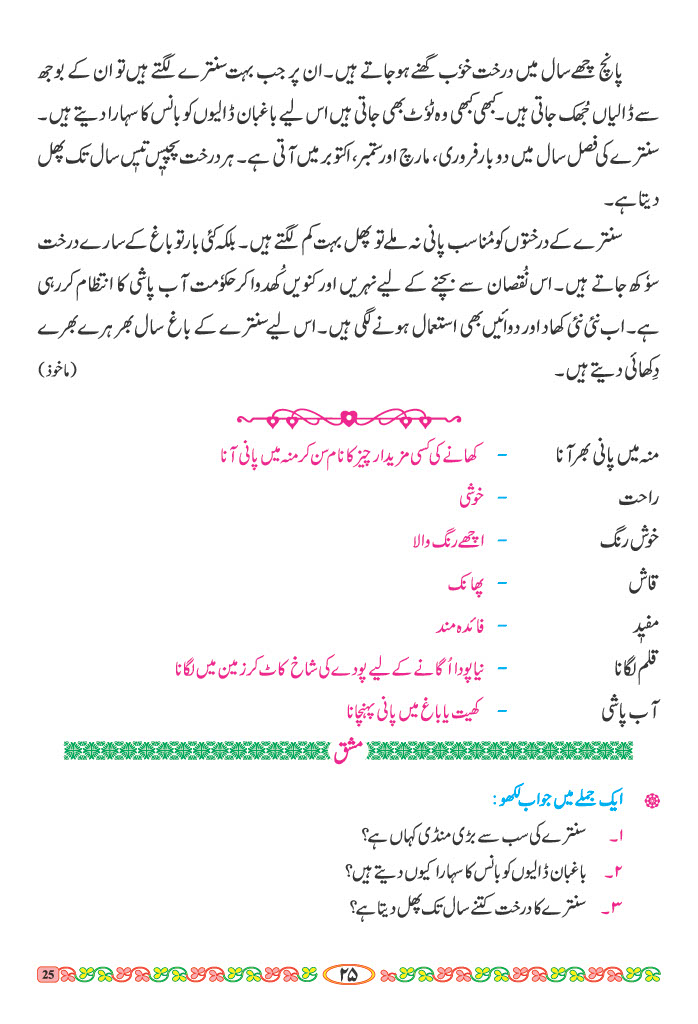 پانچ چھے سال میں درخت خوٗب گھنے ہوجاتے ہیں۔ ان پر جب بہت سنترے لگتے ہیں تو ان کے بوجھ
سے ڈالیاں جُھک جاتی ہیں۔ کبھی کبھی وہ ٹوٗٹ بھی جاتی ہیں اس لیے باغبان ڈالیوں کو بانس کا سہارا دیتے ہیں۔
سنترے کی فصل سال میں دو بار فروری، مارچ اور ستمبر، اکتوبر میں آتی ہے۔ ہر درخت پچیس تیس سال تک پھل
دیتا ہے۔
سنترے کے درختوں کو مُناسب پانی نہ ملے تو پھل بہت کم لگتے ہیں۔ بلکہ کئی بار تو باغ کے سارے درخت
سوٗکھ جاتے ہیں۔ اس نُقصان سے بچنے کے لیے نہریں اور کنویں کُھدوا کر حکوٗمت آب پاشی کا انتظام کررہی
ہے۔ اب نئی نئی کھاد اور دوائیں بھی استعمال ہونے لگی ہیں۔ اس لیے سنترے کے باغ سال بھر ہرے بھرے
دِکھائی دیتے ہیں۔ (ماخوذ)
منہ میں پانی بھر آنا - کھانے کی کسی مزیدار چیز کا نام سن کر منہ میں پانی آنا
راحت - خوشی
خوش رنگ - اچھے رنگ والا
قاش - پھانک
مفید - فائدہ مند
قلم لگانا - نیا پودا اُگانے کے لیے پودے کی شاخ کاٹ کر زمین میں لگانا
آب پاشی - کھیت یا باغ میں پانی پہنچانا
مشق
ایک جملے میں جواب لکھو:
۱۔ سنترے کی سب سے بڑی منڈی کہاں ہے؟
۲۔ باغبان ڈالیوں کو بانس کا سہارا کیوں دیتے ہیں؟
۳۔ سنترے کا درخت کتنے سال تک پھل دیتا ہے؟
۲۵
25